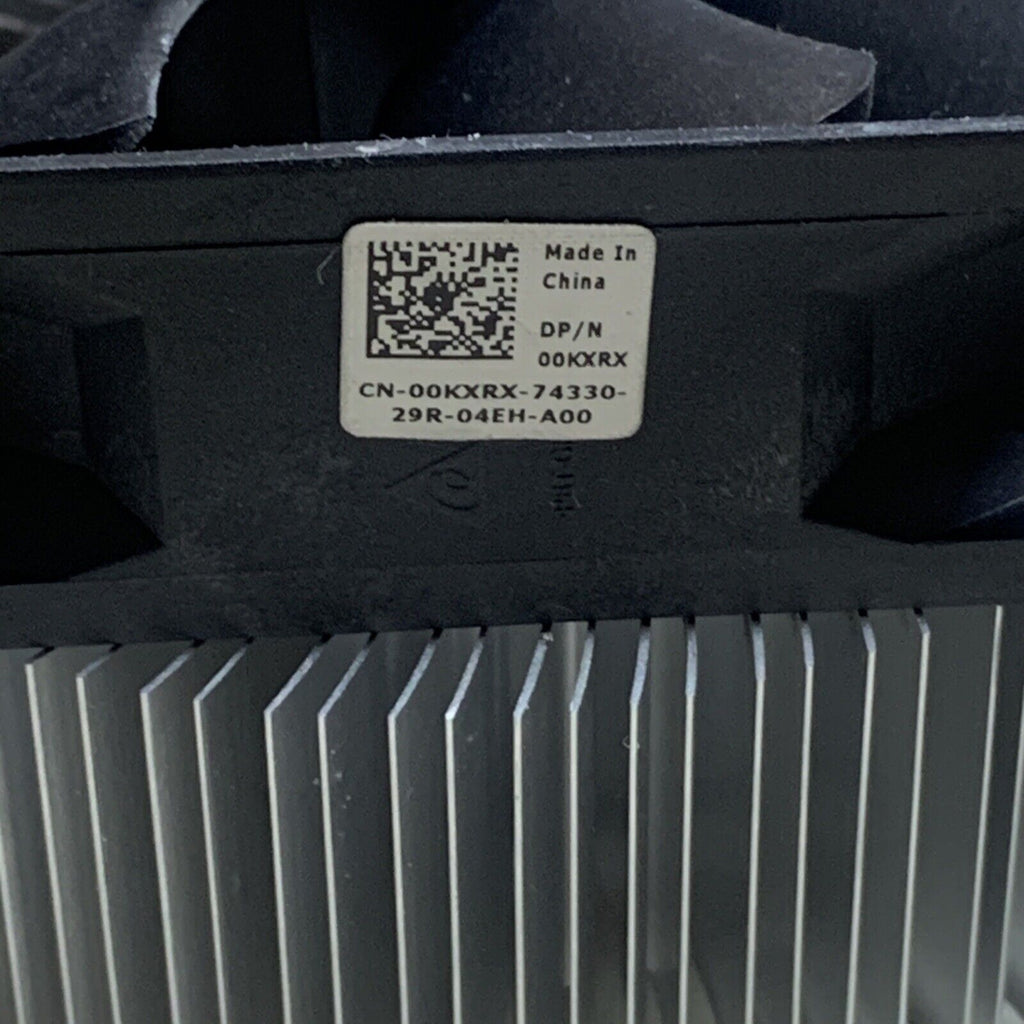 Made In
China
DP/N
00KXRX
CN-00KXRX-74330-
29R-04EH-A00